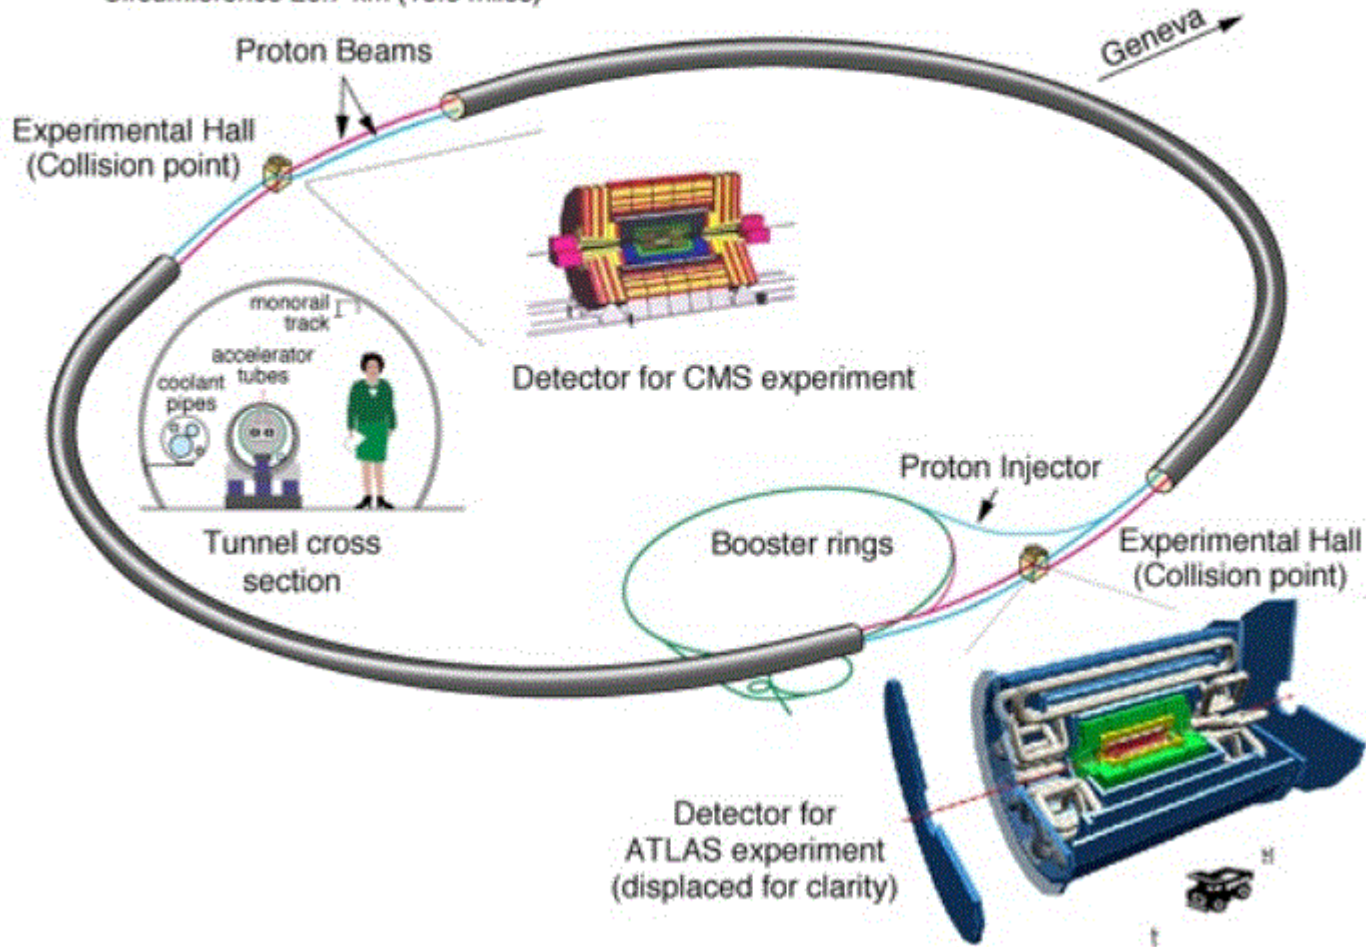 Proton Beams
Geneva
Experimental Hall
(Collision point)
monorail
track
accelerator
tubes
coolant
pipes
Tunnel cross
section
Detector for CMS experiment
Proton Injector
Booster rings
Experimental Hall
(Collision point)
Detector for
ATLAS experiment
(displaced for clarity)